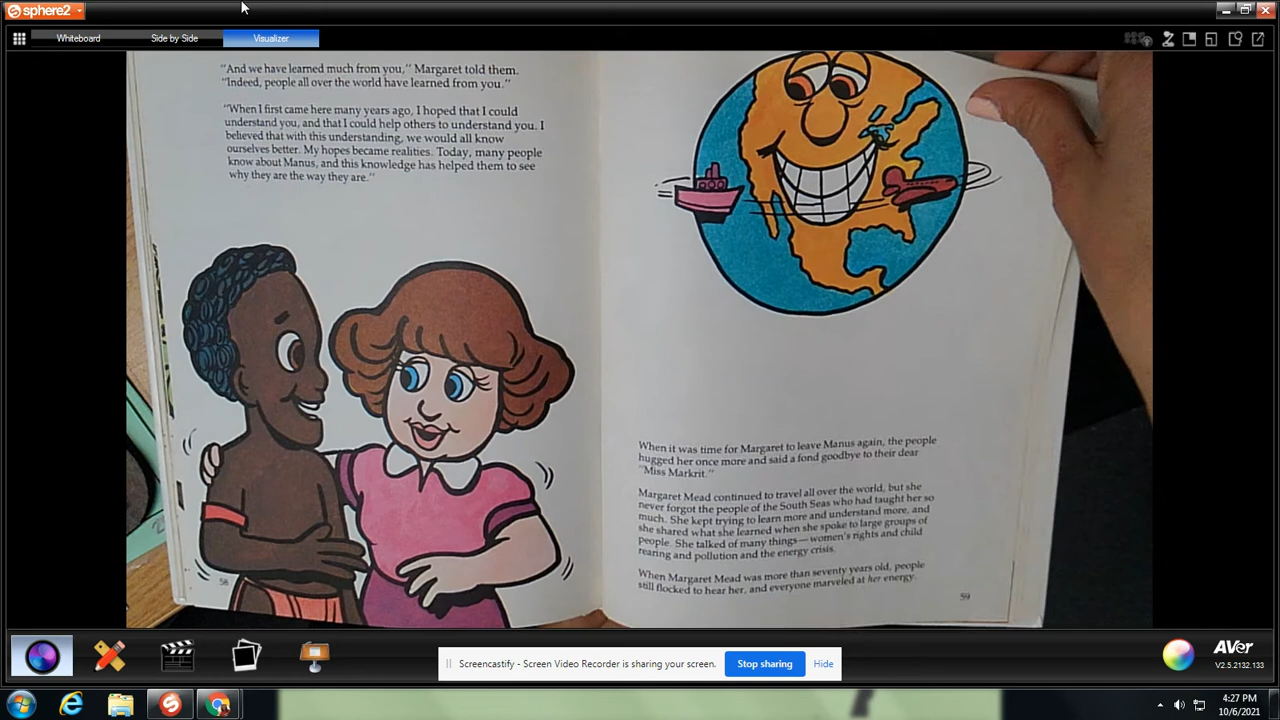 sphere2
Whiteboard
Side by Side
Visualizer
"And we have learned much from you," Margaret told them.
"Indeed, people all over the world have learned from you."
"When I first came here many years ago, I hoped that I could
understand you, and that I could help others to understand you. I
believed that with this understanding, we would all know
ourselves better. My hopes became realities. Today, many people
know about Manus, and this knowledge has helped them to see
why they are the way they are."
58
When it was time for Margaret to leave Manus again, the people
hugged her once more and said a fond goodbye to their dear
"Miss Markrit."
Margaret Mead continued to travel all over the world, but she
never forgot the people of the South Seas who had taught her so
much. She kept trying to learn more and understand more, and
she shared what she learned when she spoke to large groups of
people. She talked of many things—women's rights and child
rearing and pollution and the energy crisis.
When Margaret Mead was more than seventy years old, people
still flocked to hear her, and everyone marveled at her energy.
59
Screencastify - Screen Video Recorder is sharing your screen.
Stop sharing
Hide
AVer
V2.5.2132.133
4:27 PM
10/6/2021